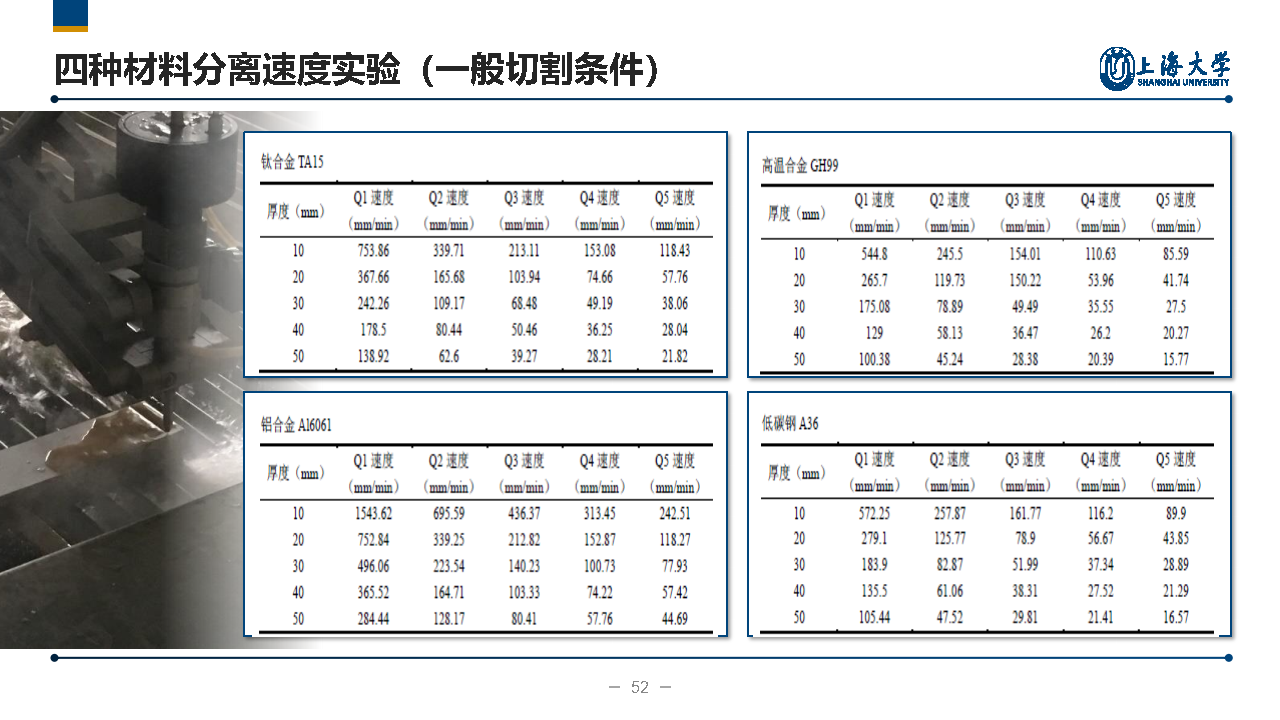 四种材料分离速度实验（一般切割条件）
上海大学
SHANGHAI UNIVERSITY
钛合金 TA15
厚度（mm） Q1 速度（mm/min） Q2 速度（mm/min） Q3 速度（mm/min） Q4 速度（mm/min） Q5 速度（mm/min）
10 753.86 339.71 213.11 153.08 118.43
20 367.66 165.68 103.94 74.66 57.76
30 242.26 109.17 68.48 49.19 38.06
40 178.5 80.44 50.46 36.25 28.04
50 138.92 62.6 39.27 28.21 21.82
高温合金 GH99
厚度（mm） Q1 速度（mm/min） Q2 速度（mm/min） Q3 速度（mm/min） Q4 速度（mm/min） Q5 速度（mm/min）
10 544.8 245.5 154.01 110.63 85.59
20 265.7 119.73 150.22 53.96 41.74
30 175.08 78.89 49.49 35.55 27.5
40 129 58.13 36.47 26.2 20.27
50 100.38 45.24 28.38 20.39 15.77
铝合金 Al6061
厚度（mm） Q1 速度（mm/min） Q2 速度（mm/min） Q3 速度（mm/min） Q4 速度（mm/min） Q5 速度（mm/min）
10 1543.62 695.59 436.37 313.45 242.51
20 752.84 339.25 212.82 152.87 118.27
30 496.06 223.54 140.23 100.73 77.93
40 365.52 164.71 103.33 74.22 57.42
50 284.44 128.17 80.41 57.76 44.69
低碳钢 A36
厚度（mm） Q1 速度（mm/min） Q2 速度（mm/min） Q3 速度（mm/min） Q4 速度（mm/min） Q5 速度（mm/min）
10 572.25 257.87 161.77 116.2 89.9
20 279.1 125.77 78.9 56.67 43.85
30 183.9 82.87 51.99 37.34 28.89
40 135.5 61.06 38.31 27.52 21.29
50 105.44 47.52 29.81 21.41 16.57
— 52 —